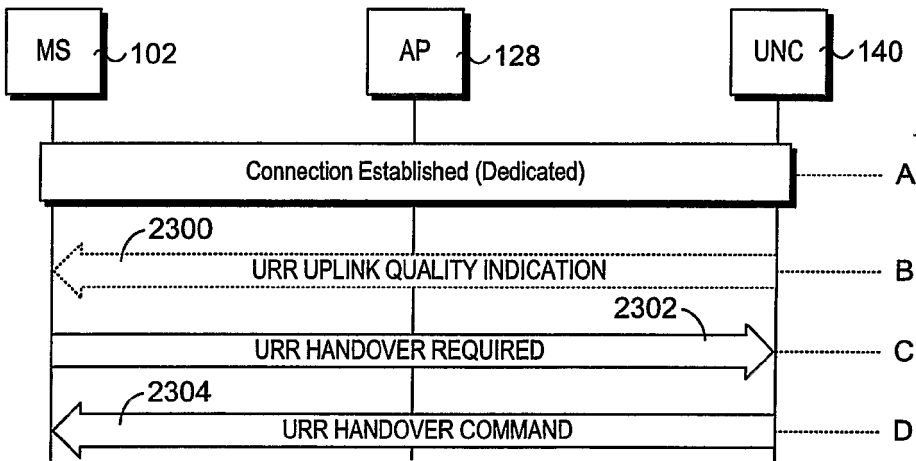 MS 102
AP 128
UNC 140
Connection Established (Dedicated) A
2300
URR UPLINK QUALITY INDICATION B
2302
URR HANDOVER REQUIRED C
2304
URR HANDOVER COMMAND D